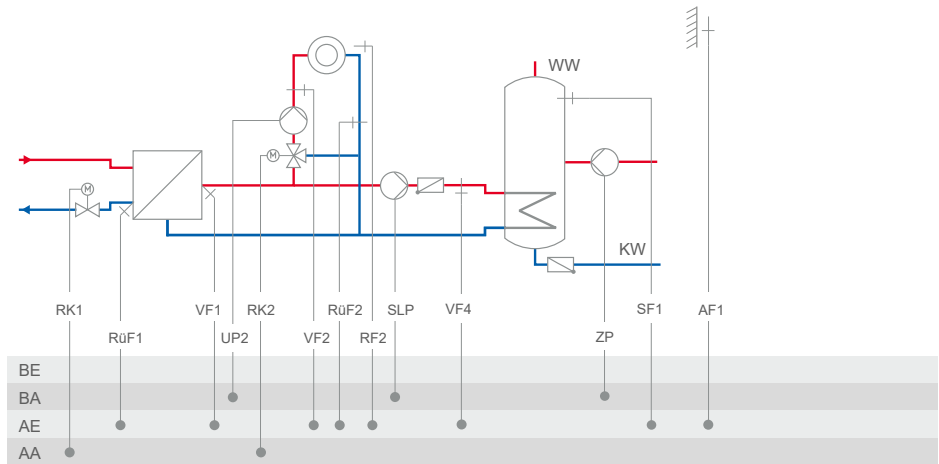 WW
M
M
KW
RK1 VF1 RK2 RüF2 SLP VF4 SF1 AF1
RüF1 UP2 VF2 RF2 ZP
BE
BA
AE
AA